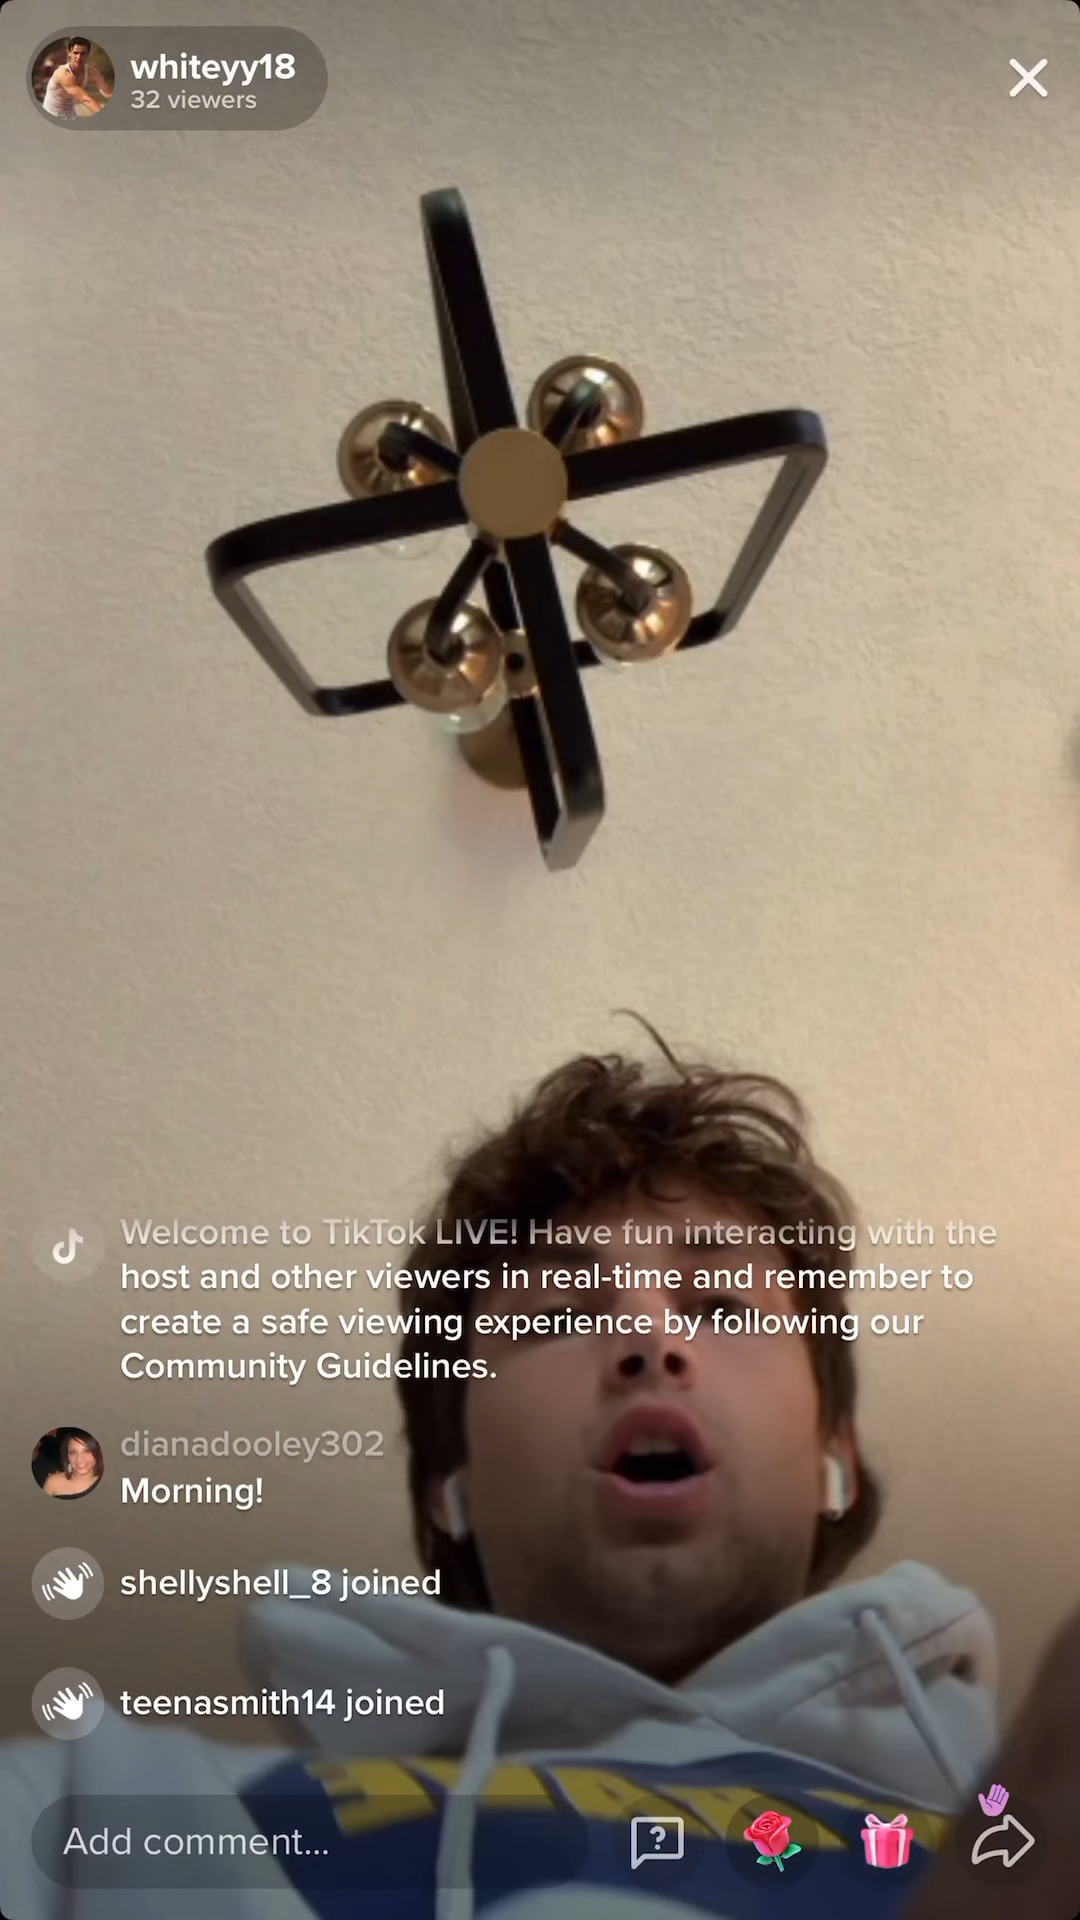 whiteyy18
32 viewers
Welcome to TikTok LIVE! Have fun interacting with the
host and other viewers in real-time and remember to
create a safe viewing experience by following our
Community Guidelines.
dianadooley302
Morning!
shellyshell_8 joined
teenasmith14 joined
Add comment...